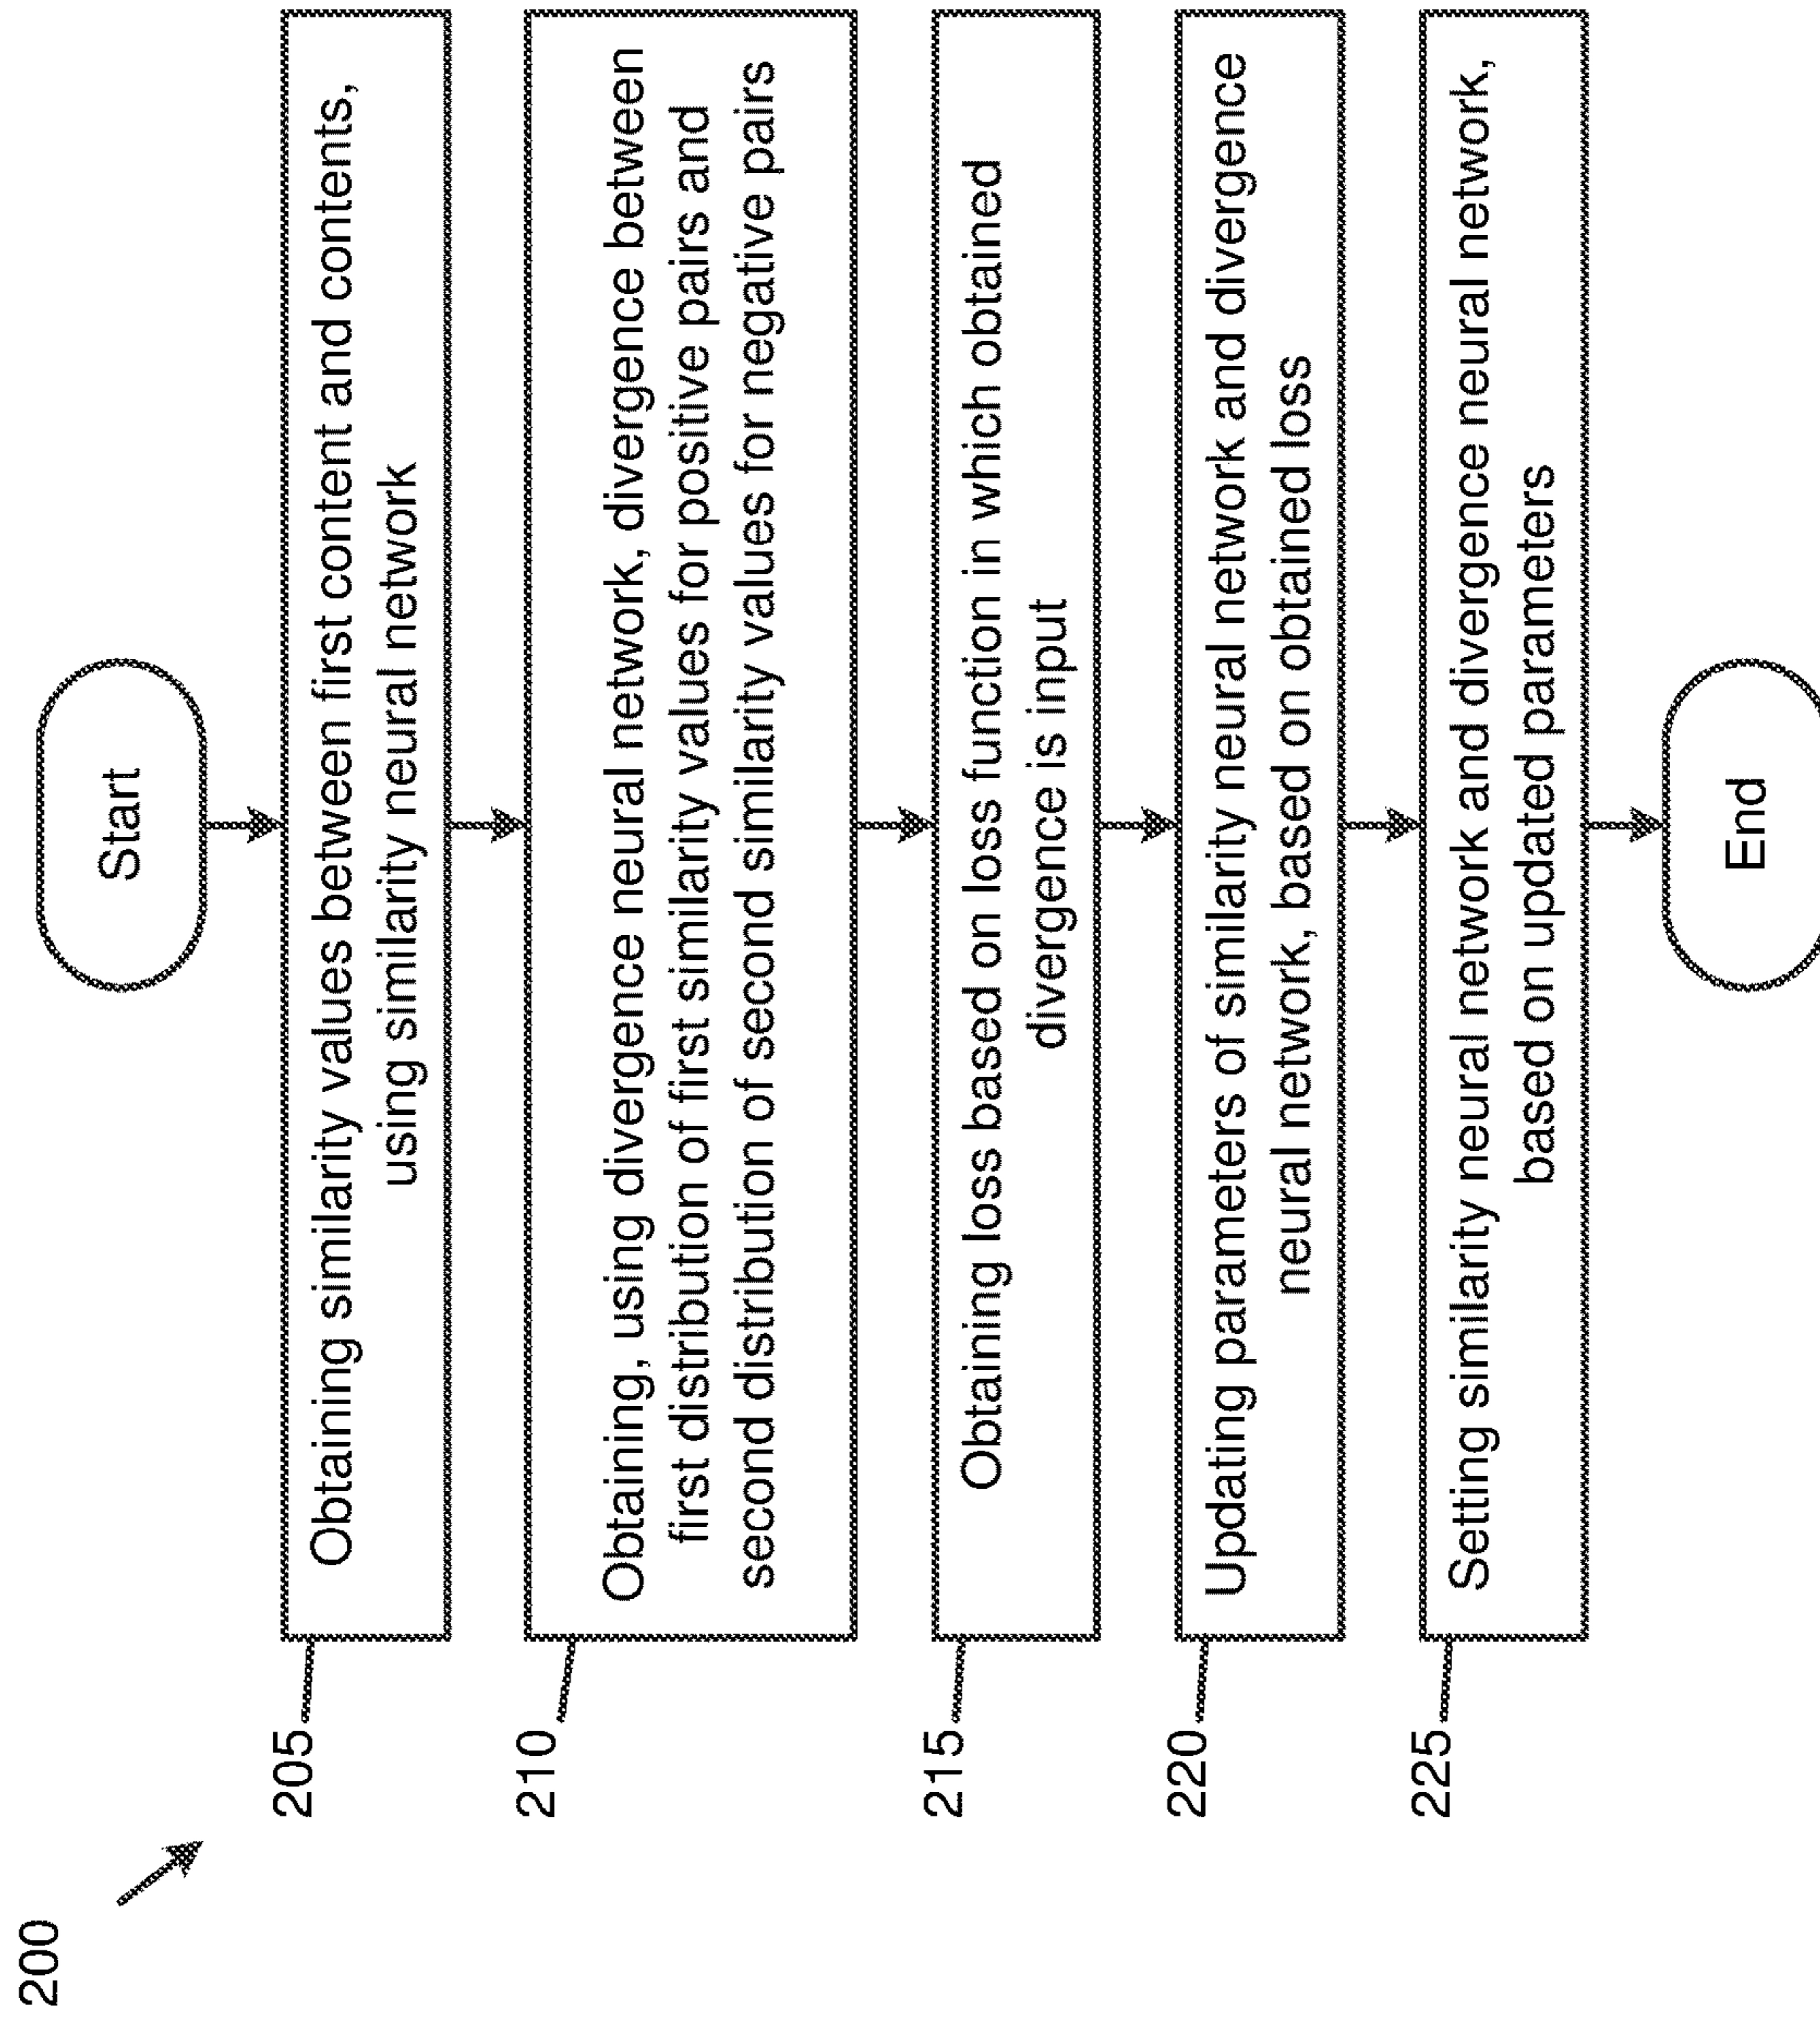 200
Start
205
Obtaining similarity values between first content and contents,
using similarity neural network
210
Obtaining, using divergence neural network, divergence between
first distribution of first similarity values for positive pairs and
second distribution of second similarity values for negative pairs
215
Obtaining loss based on loss function in which obtained
divergence is input
220
Updating parameters of similarity neural network and divergence
neural network, based on obtained loss
225
Setting similarity neural network and divergence neural network,
based on updated parameters
End